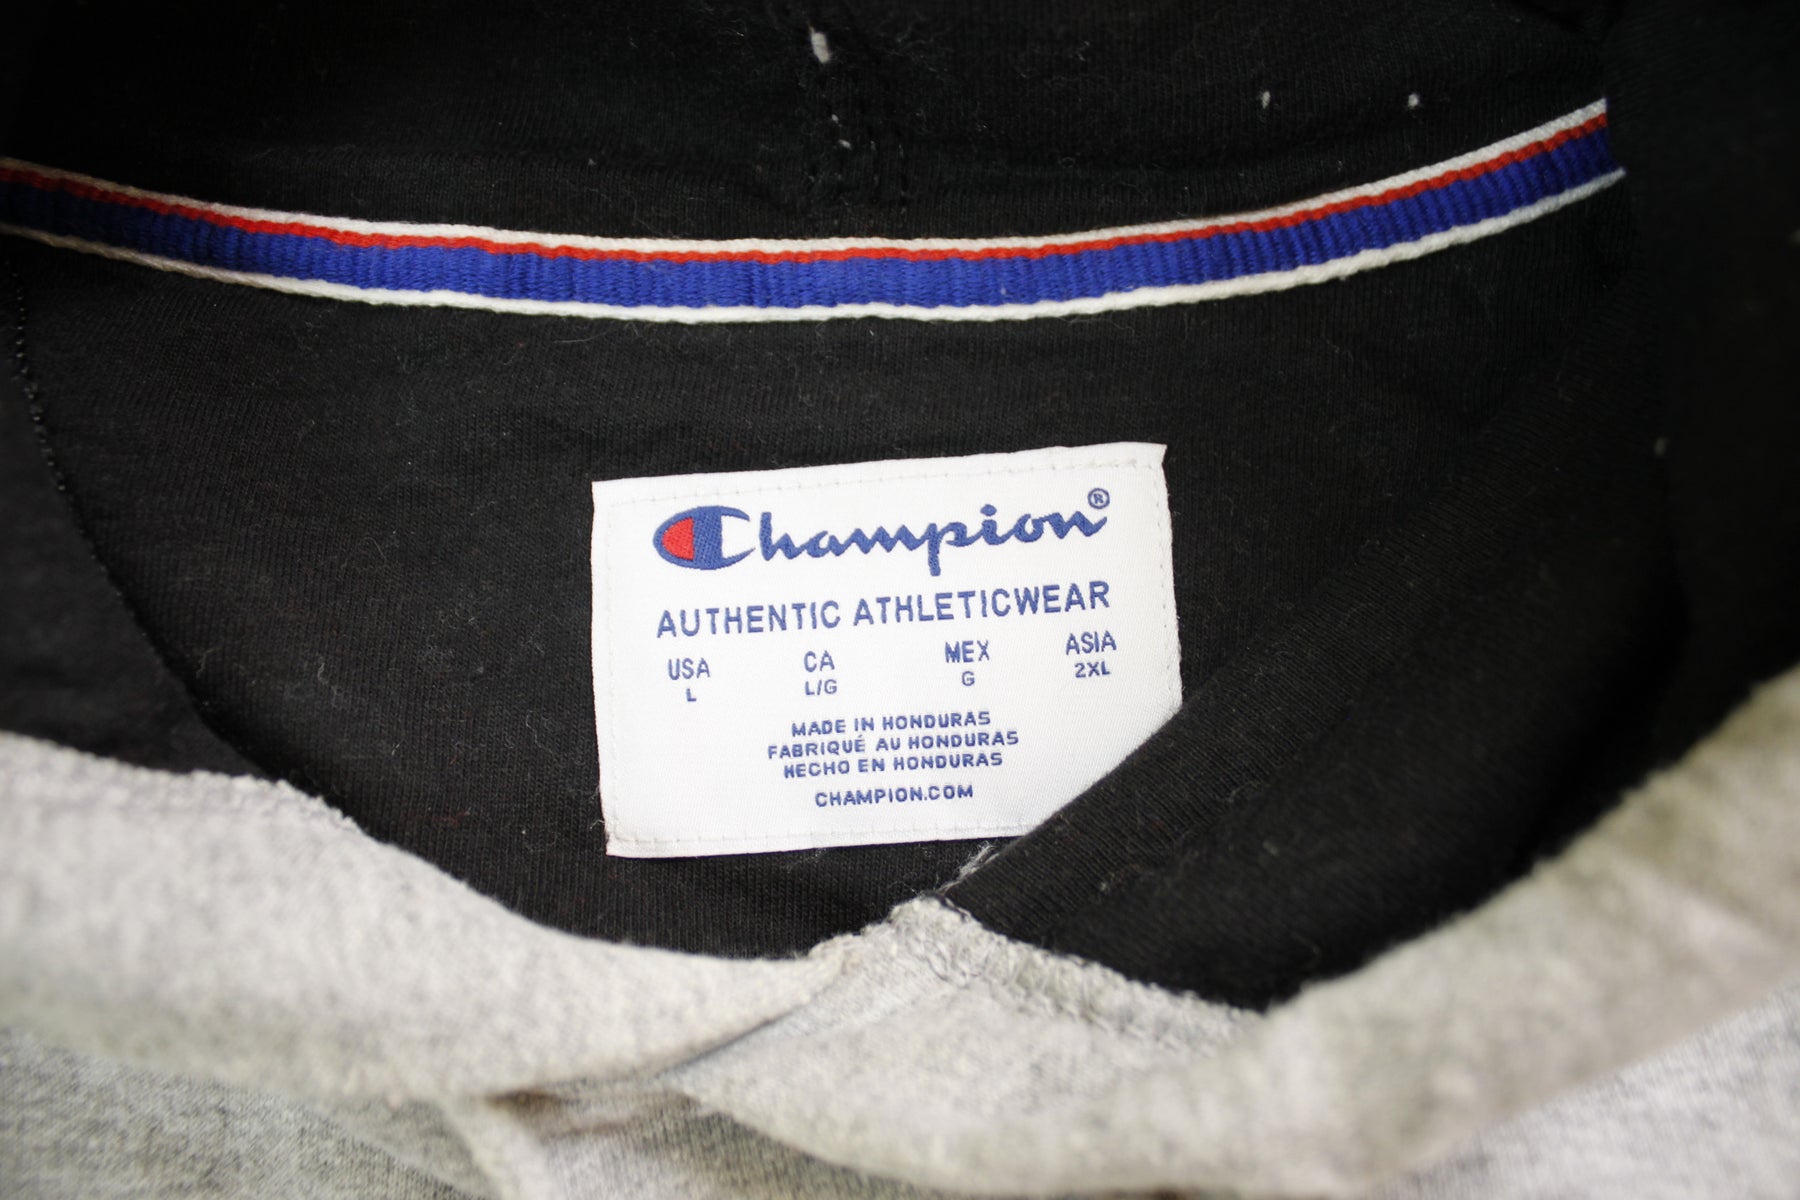 Champion®
AUTHENTIC ATHLETICWEAR
USA CA MEX ASIA
L L/G G 2XL
MADE IN HONDURAS
FABRIQUÉ AU HONDURAS
HECHO EN HONDURAS
CHAMPION.COM